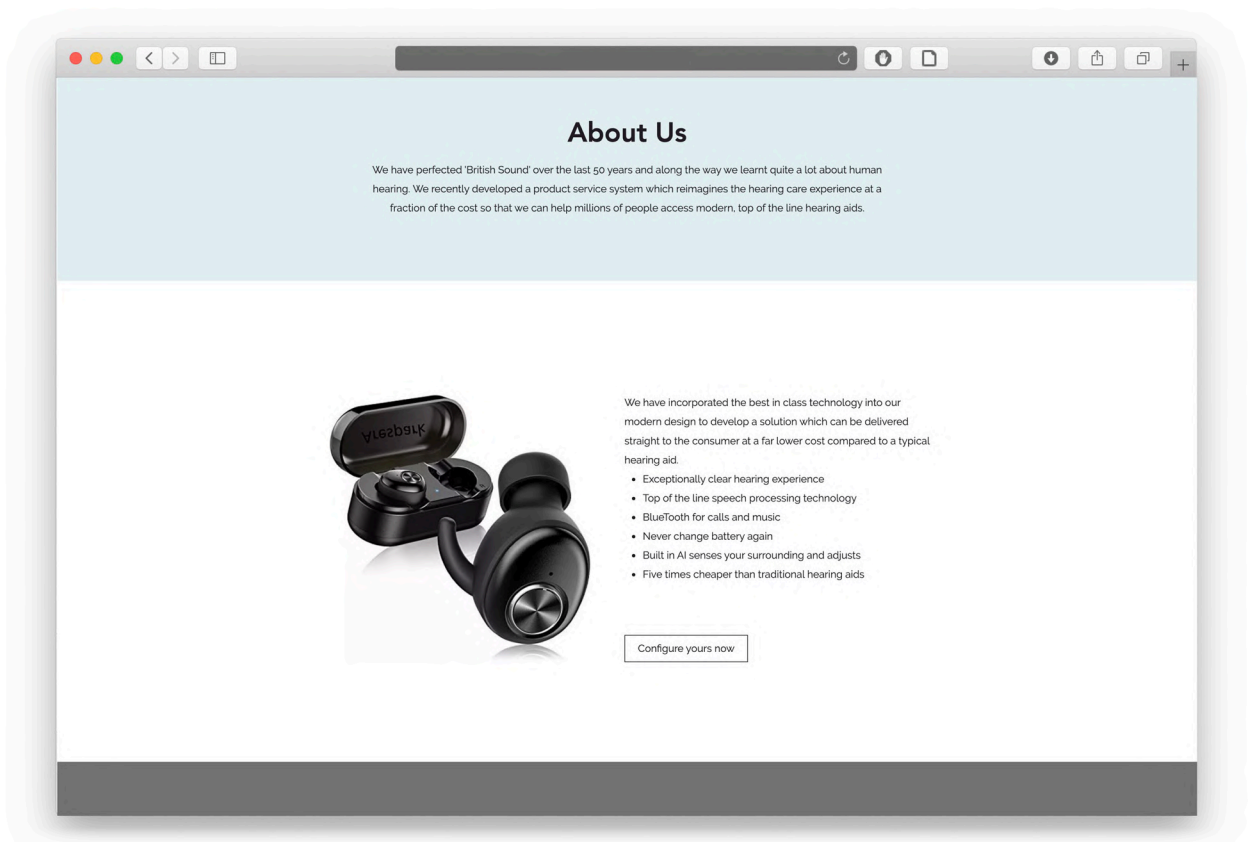 About Us
We have perfected 'British Sound' over the last 50 years and along the way we learnt quite a lot about human
hearing. We recently developed a product service system which reimagines the hearing care experience at a
fraction of the cost so that we can help millions of people access modern, top of the line hearing aids.
Arespark
We have incorporated the best in class technology into our
modern design to develop a solution which can be delivered
straight to the consumer at a far lower cost compared to a typical
hearing aid.
• Exceptionally clear hearing experience
• Top of the line speech processing technology
• BlueTooth for calls and music
• Never change battery again
• Built in AI senses your surrounding and adjusts
• Five times cheaper than traditional hearing aids
Configure yours now